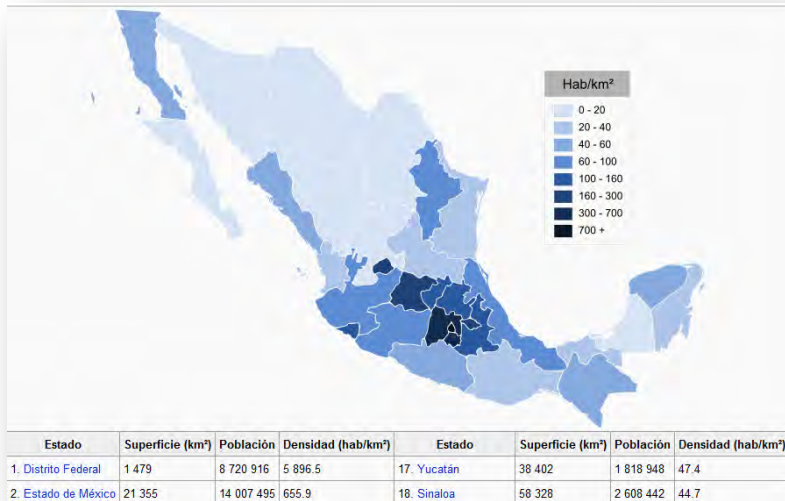 Hab/km²
0 - 20
20 - 40
40 - 60
60 - 100
100 - 160
160 - 300
300 - 700
700 +
Estado Superficie (km²) Población Densidad (hab/km²) Estado Superficie (km²) Población Densidad (hab/km²)
1. Distrito Federal 1 479 8 720 916 5 896.5 17. Yucatán 38 402 1 818 948 47.4
2. Estado de México 21 355 14 007 495 655.9 18. Sinaloa 58 328 2 608 442 44.7